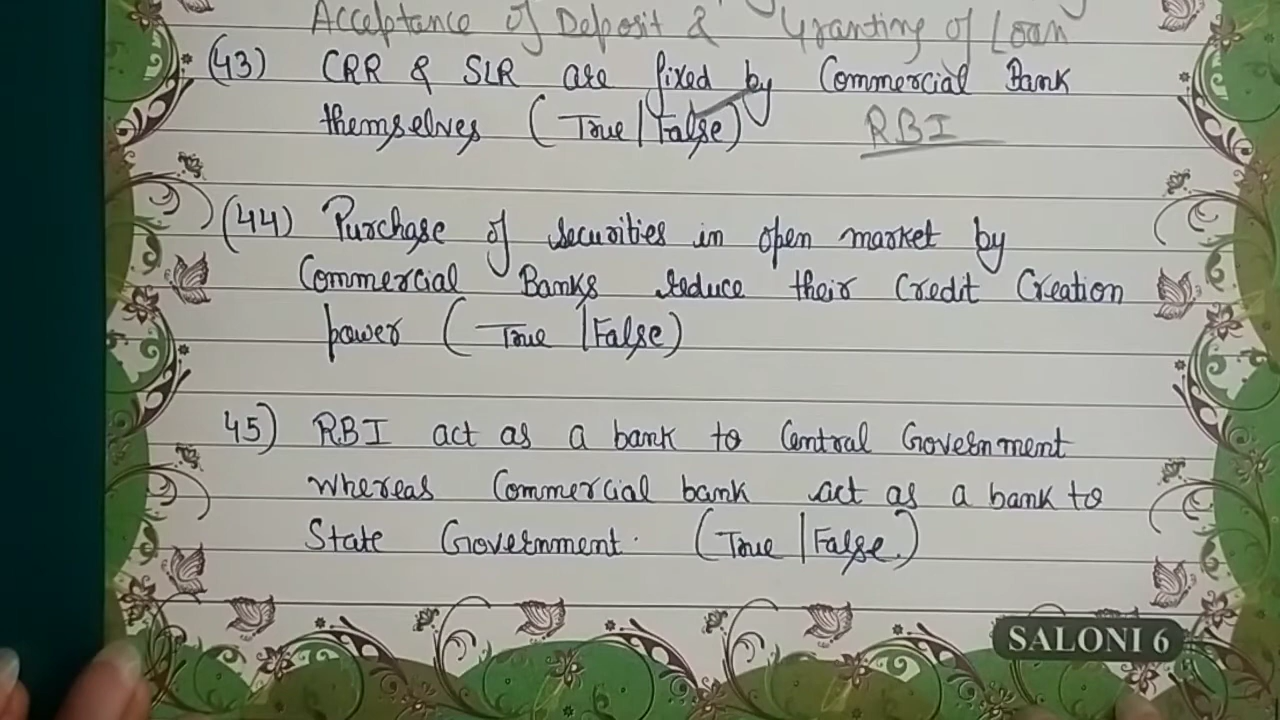 Acceptance of Deposit & Granting of Loan
(43) CRR & SLR are fixed by Commercial Bank
themselves (True | False) RBI
(44) Purchase of securities in open market by
Commercial Banks reduce their Credit Creation
power (True | False)
45) RBI act as a bank to Central Government
whereas Commercial bank act as a bank to
State Government. (True | False.)
SALONI 6